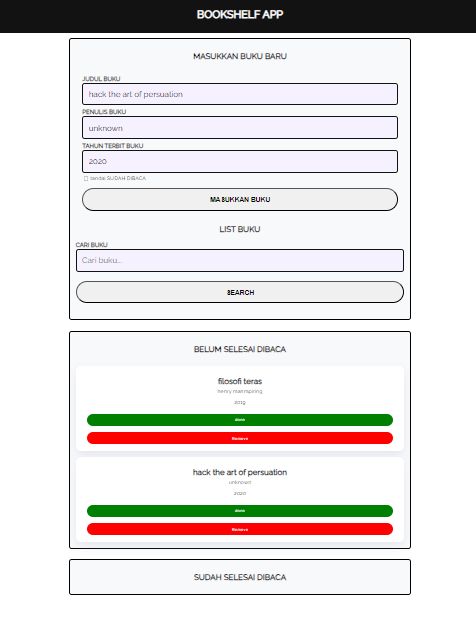 BOOKSHELF APP
MASUKKAN BUKU BARU
JUDUL BUKU
hack the art of persuation
PENULIS BUKU
unknown
TAHUN TERBIT BUKU
2020
tandai SUDAH DIBACA
MASUKKAN BUKU
LIST BUKU
CARI BUKU
Cari buku...
SEARCH
BELUM SELESAI DIBACA
filosofi teras
henry manmpiring
2019
done
Remove
hack the art of persuation
unknown
2020
done
Remove
SUDAH SELESAI DIBACA